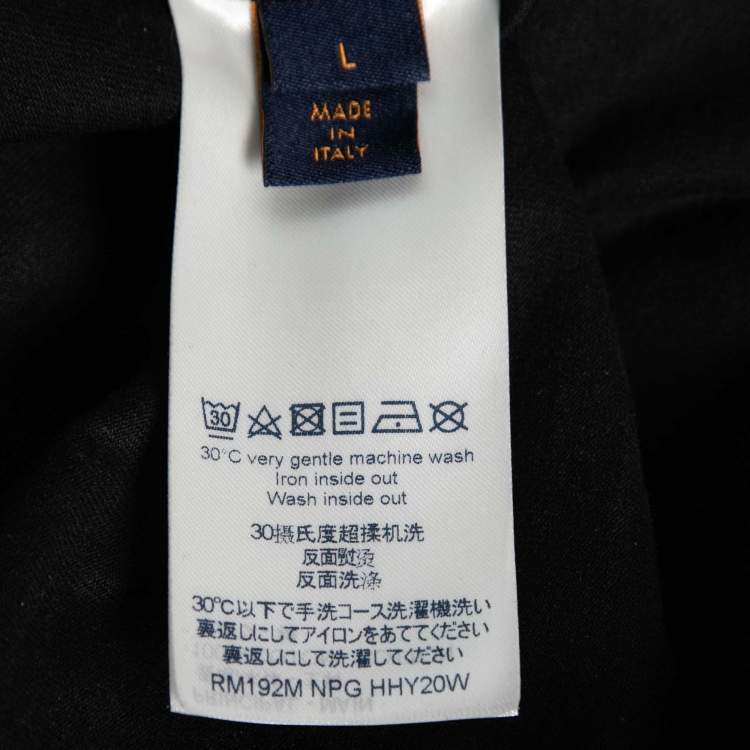 L
MADE
IN
ITALY
30
30°C very gentle machine wash
Iron inside out
Wash inside out
30摄氏度超柔机洗
反面熨烫
反面洗涤
30℃以下で手洗コース洗濯機洗い
裏返しにしてアイロンをあててください
裏返しにして洗濯してください
RM192M NPG HHY20W
PRINCIPAL - MAIN